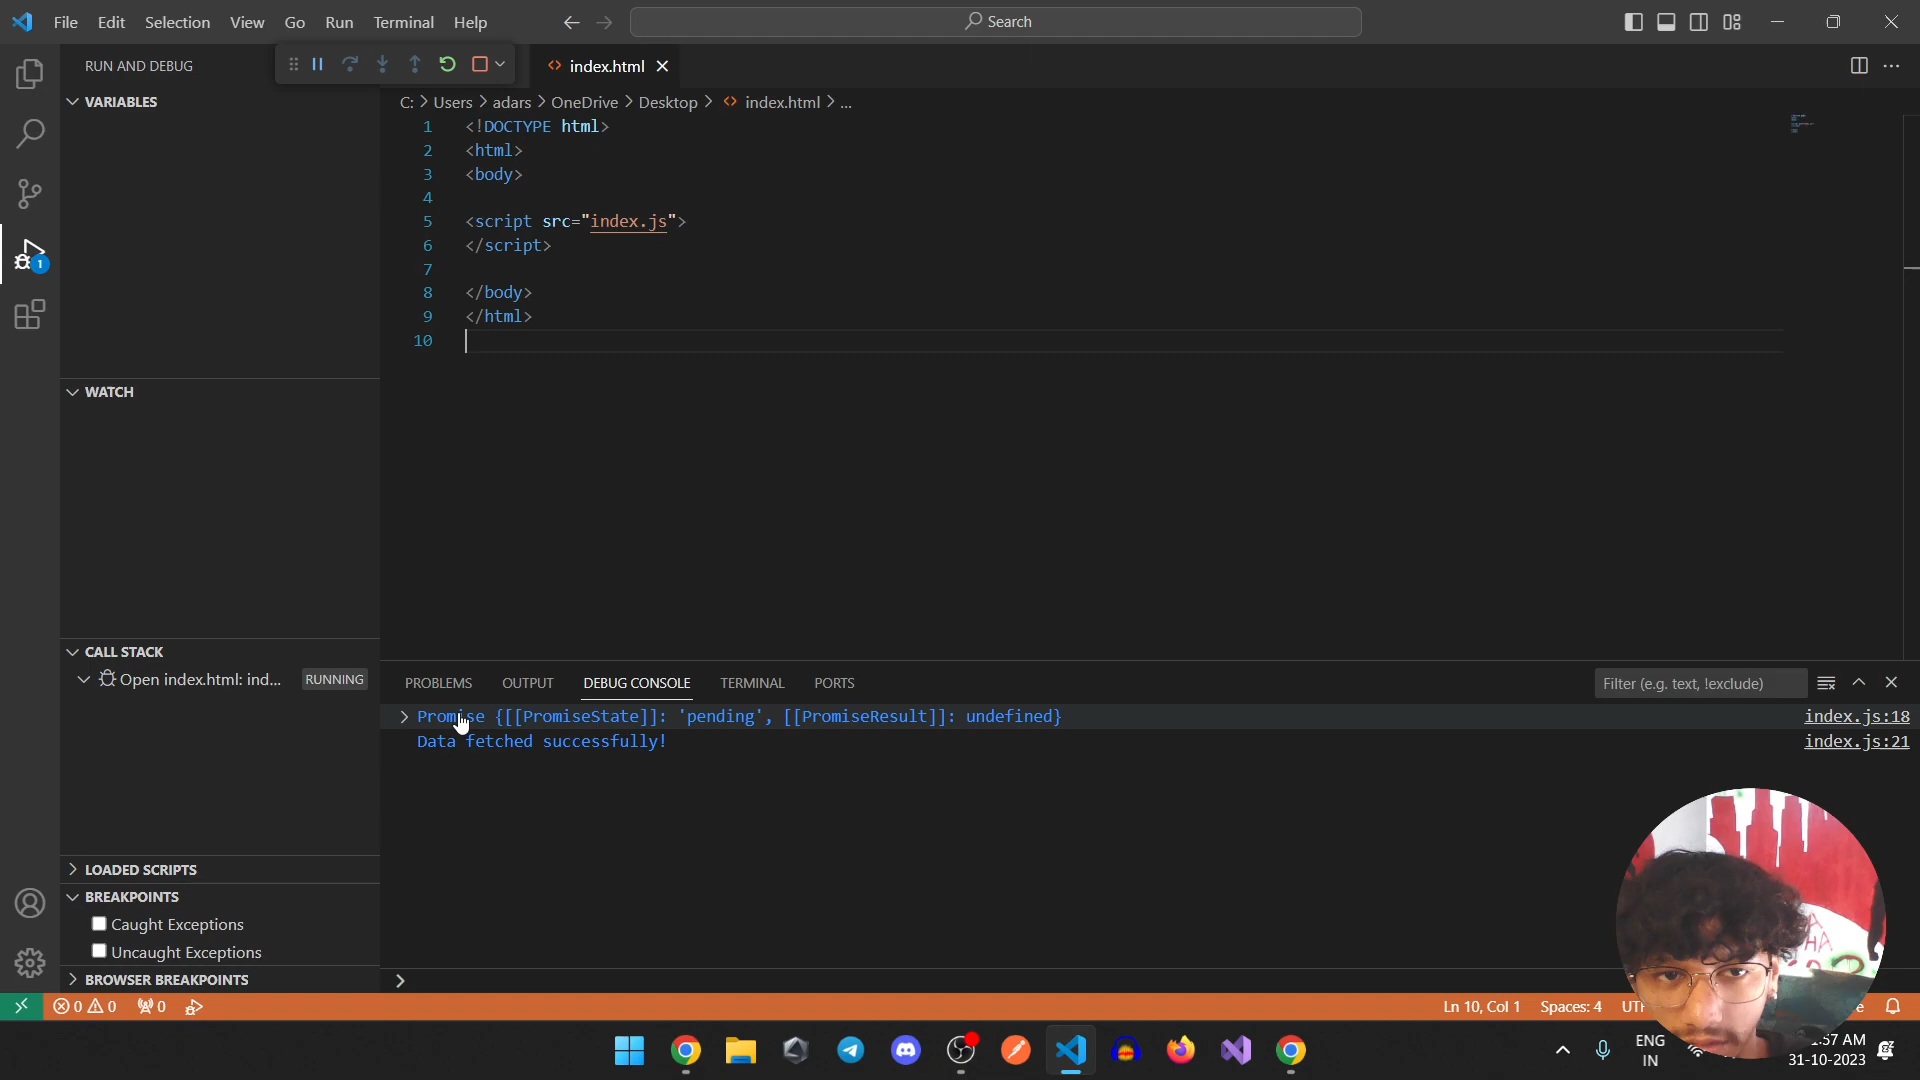 File Edit Selection View Go Run Terminal Help
Search
RUN AND DEBUG
index.html
VARIABLES
C: > Users > adars > OneDrive > Desktop > <> index.html > ...
1 <!DOCTYPE html>
2 <html>
3 <body>
4
5 <script src="index.js">
6 </script>
7
8 </body>
9 </html>
10
1
WATCH
CALL STACK
Open index.html: ind... RUNNING
PROBLEMS OUTPUT DEBUG CONSOLE TERMINAL PORTS
Filter (e.g. text, !exclude)
> Promise {[[PromiseState]]: 'pending', [[PromiseResult]]: undefined} index.js:18
Data fetched successfully! index.js:21
LOADED SCRIPTS
BREAKPOINTS
Caught Exceptions
Uncaught Exceptions
BROWSER BREAKPOINTS
>
0 0 0
Ln 10, Col 1 Spaces: 4
ENG
IN
:57 AM
31-10-2023